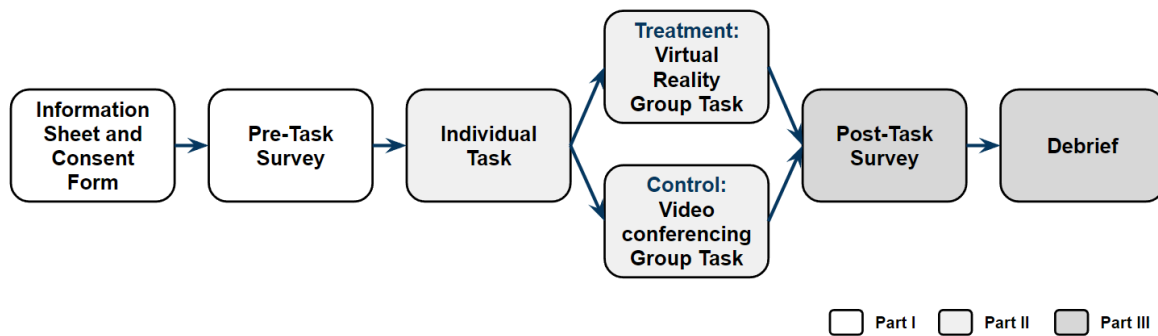 Information
Sheet and
Consent
Form
Pre-Task
Survey
Individual
Task
Treatment:
Virtual
Reality
Group Task
Control:
Video
conferencing
Group Task
Post-Task
Survey
Debrief
Part I
Part II
Part III